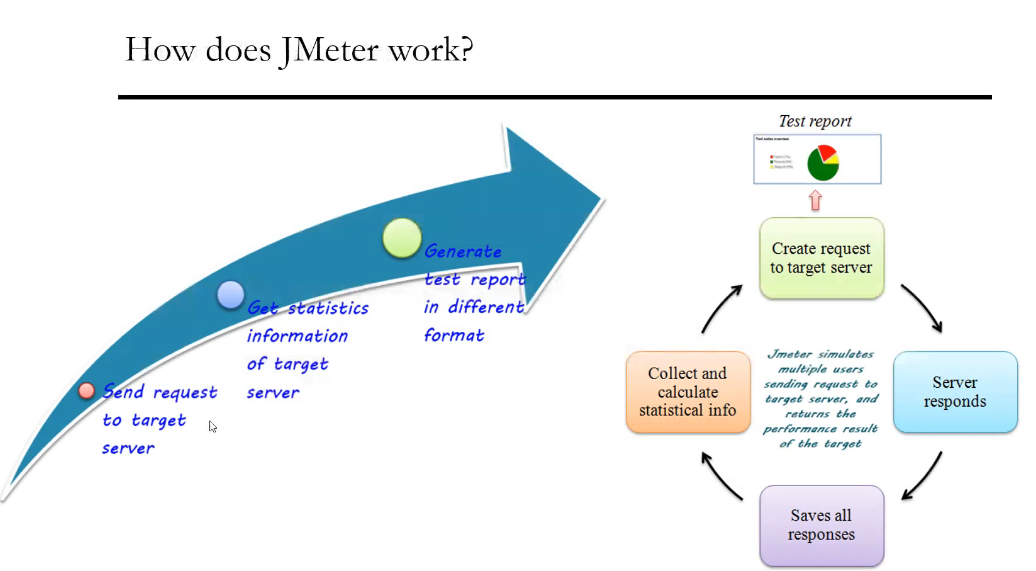 How does JMeter work?
Send request
to target
server
Get statistics
information
of target
server
Generate
test report
in different
format
Test report
Create request
to target server
Server
responds
Saves all
responses
Collect and
calculate
statistical info
Jmeter simulates
multiple users
sending request to
target server, and
returns the
performance result
of the target